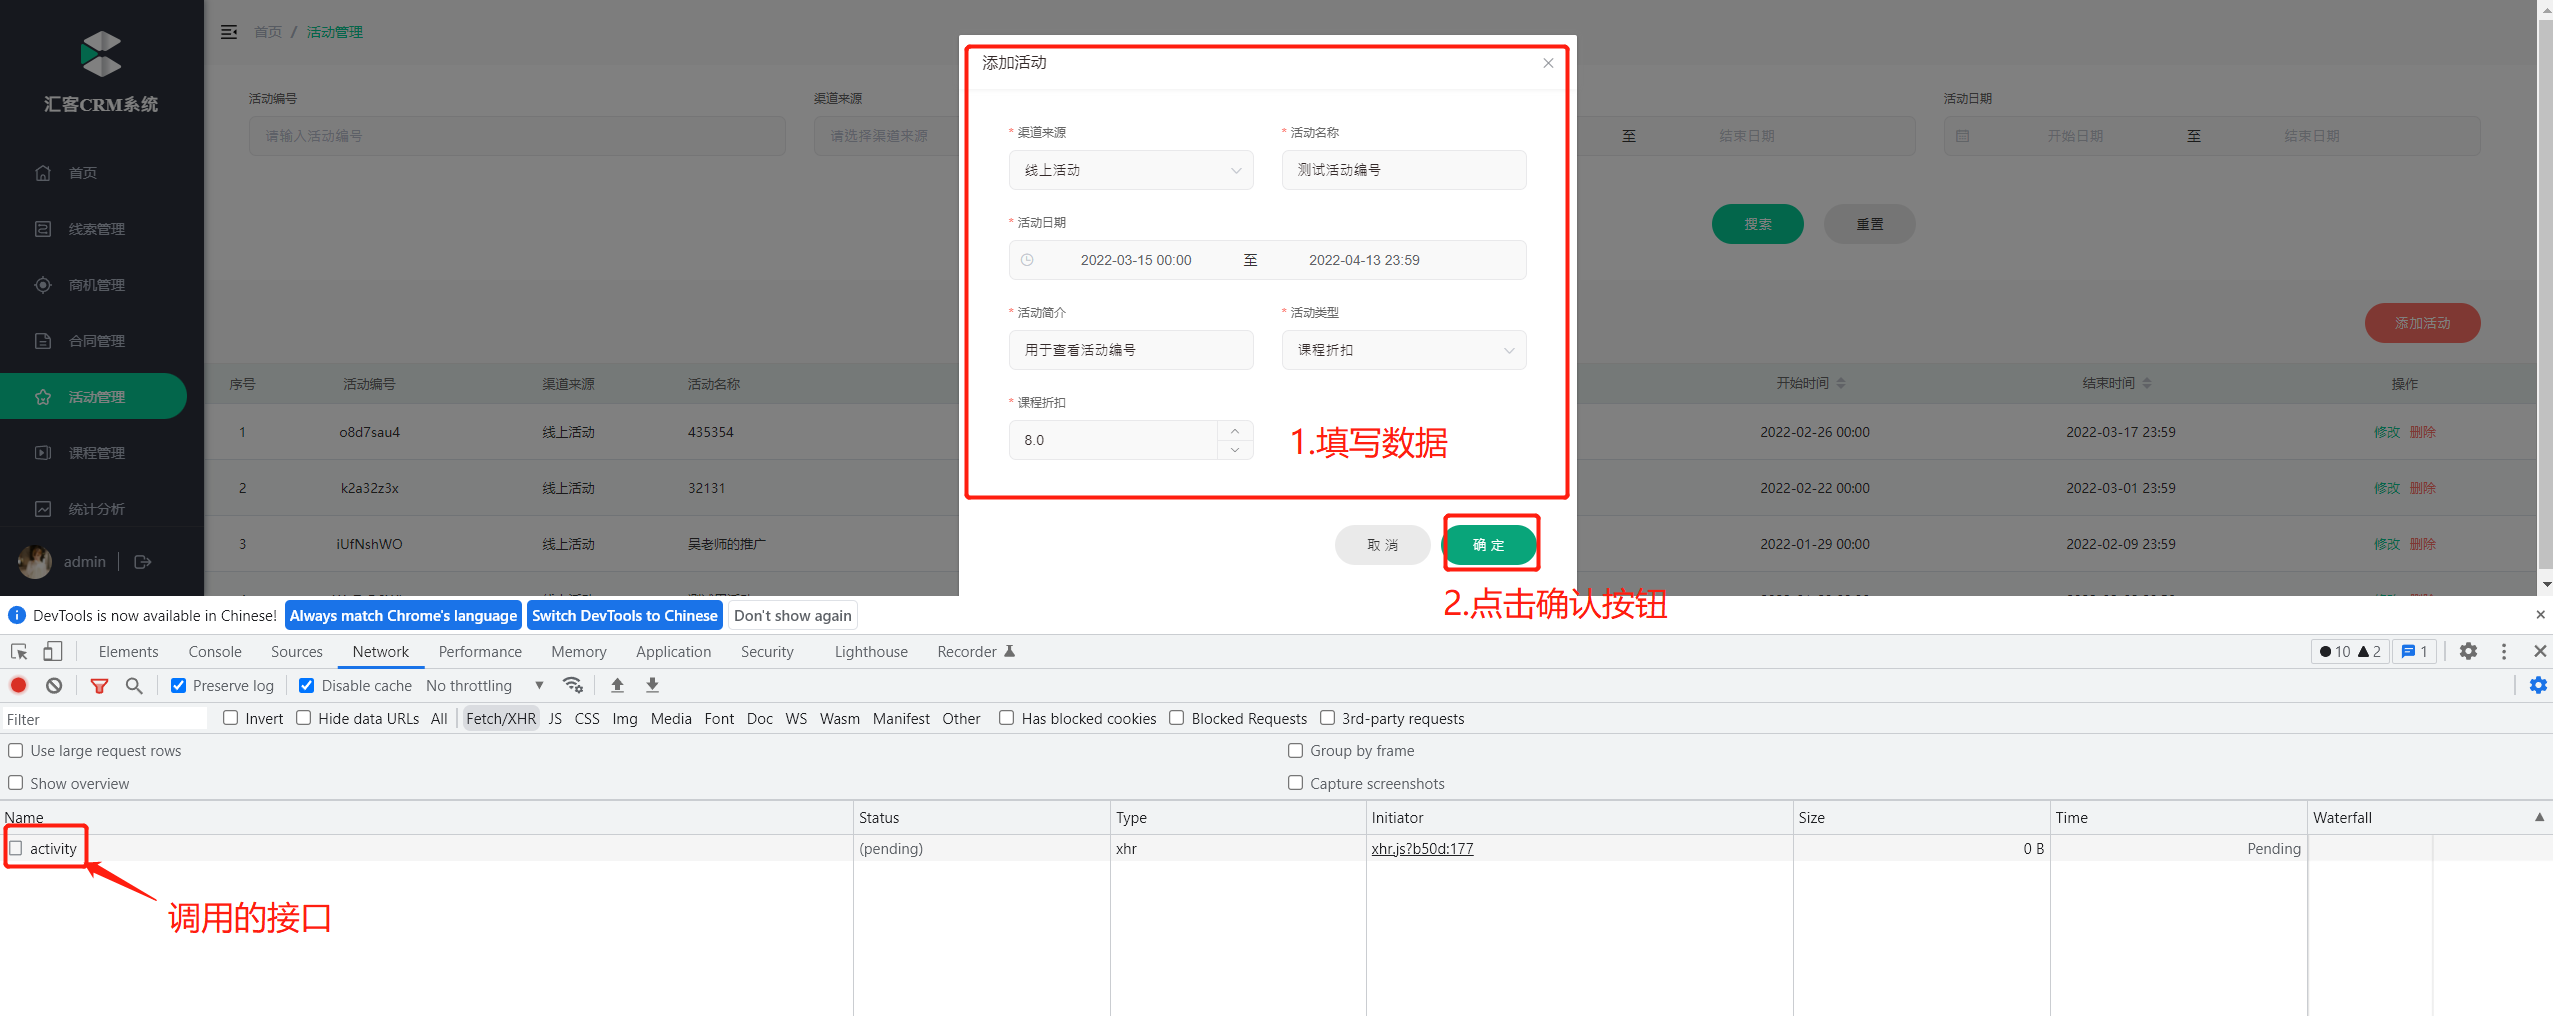 首页 / 活动管理
汇客CRM系统
首页
线索管理
商机管理
合同管理
活动管理
课程管理
统计分析
admin
活动编号
请输入活动编号
渠道来源
请选择渠道来源
至 结束日期
活动日期
开始日期 至 结束日期
搜索 重置
添加活动
添加活动
* 渠道来源 * 活动名称
线上活动 测试活动编号
* 活动日期
2022-03-15 00:00 至 2022-04-13 23:59
* 活动简介 * 活动类型
用于查看活动编号 课程折扣
* 课程折扣
8.0
1.填写数据
取 消 确 定
2.点击确认按钮
序号 活动编号 渠道来源 活动名称 开始时间 结束时间 操作
1 o8d7sau4 线上活动 435354 2022-02-26 00:00 2022-03-17 23:59 修改 删除
2 k2a32z3x 线上活动 32131 2022-02-22 00:00 2022-03-01 23:59 修改 删除
3 iUfNshWO 线上活动 吴老师的推广 2022-01-29 00:00 2022-02-09 23:59 修改 删除
DevTools is now available in Chinese! Always match Chrome's language Switch DevTools to Chinese Don't show again
Elements Console Sources Network Performance Memory Application Security Lighthouse Recorder 10 2 1
Preserve log Disable cache No throttling
Filter Invert Hide data URLs All Fetch/XHR JS CSS Img Media Font Doc WS Wasm Manifest Other Has blocked cookies Blocked Requests 3rd-party requests
Use large request rows Group by frame
Show overview Capture screenshots
Name Status Type Initiator Size Time Waterfall
activity (pending) xhr xhr.js?b50d:177 0 B Pending
调用的接口